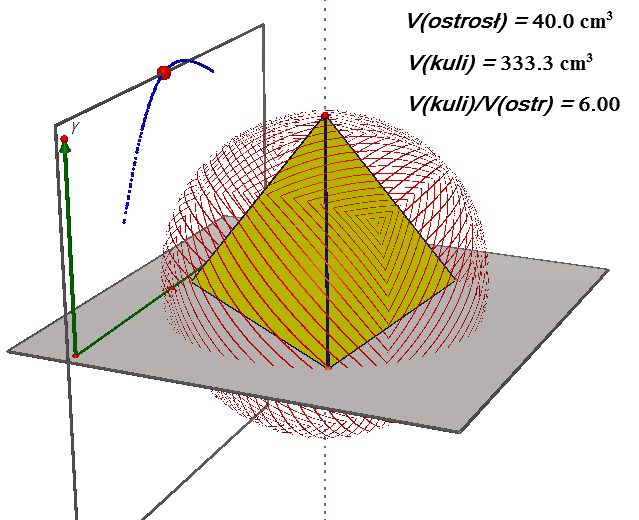 V(ostrosł) = 40.0 cm³
V(kuli) = 333.3 cm³
V(kuli)/V(ostr) = 6.00
y